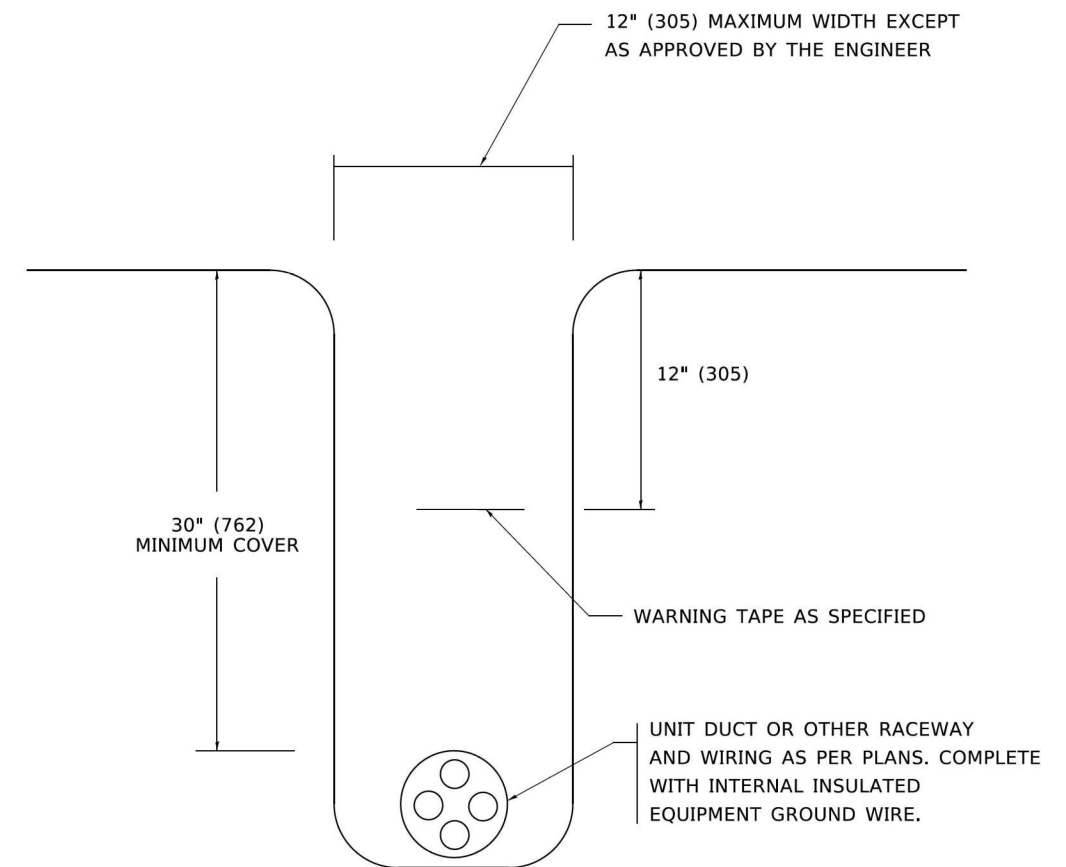 12" (305) MAXIMUM WIDTH EXCEPT
AS APPROVED BY THE ENGINEER
12" (305)
30" (762)
MINIMUM COVER
WARNING TAPE AS SPECIFIED
UNIT DUCT OR OTHER RACEWAY
AND WIRING AS PER PLANS. COMPLETE
WITH INTERNAL INSULATED
EQUIPMENT GROUND WIRE.